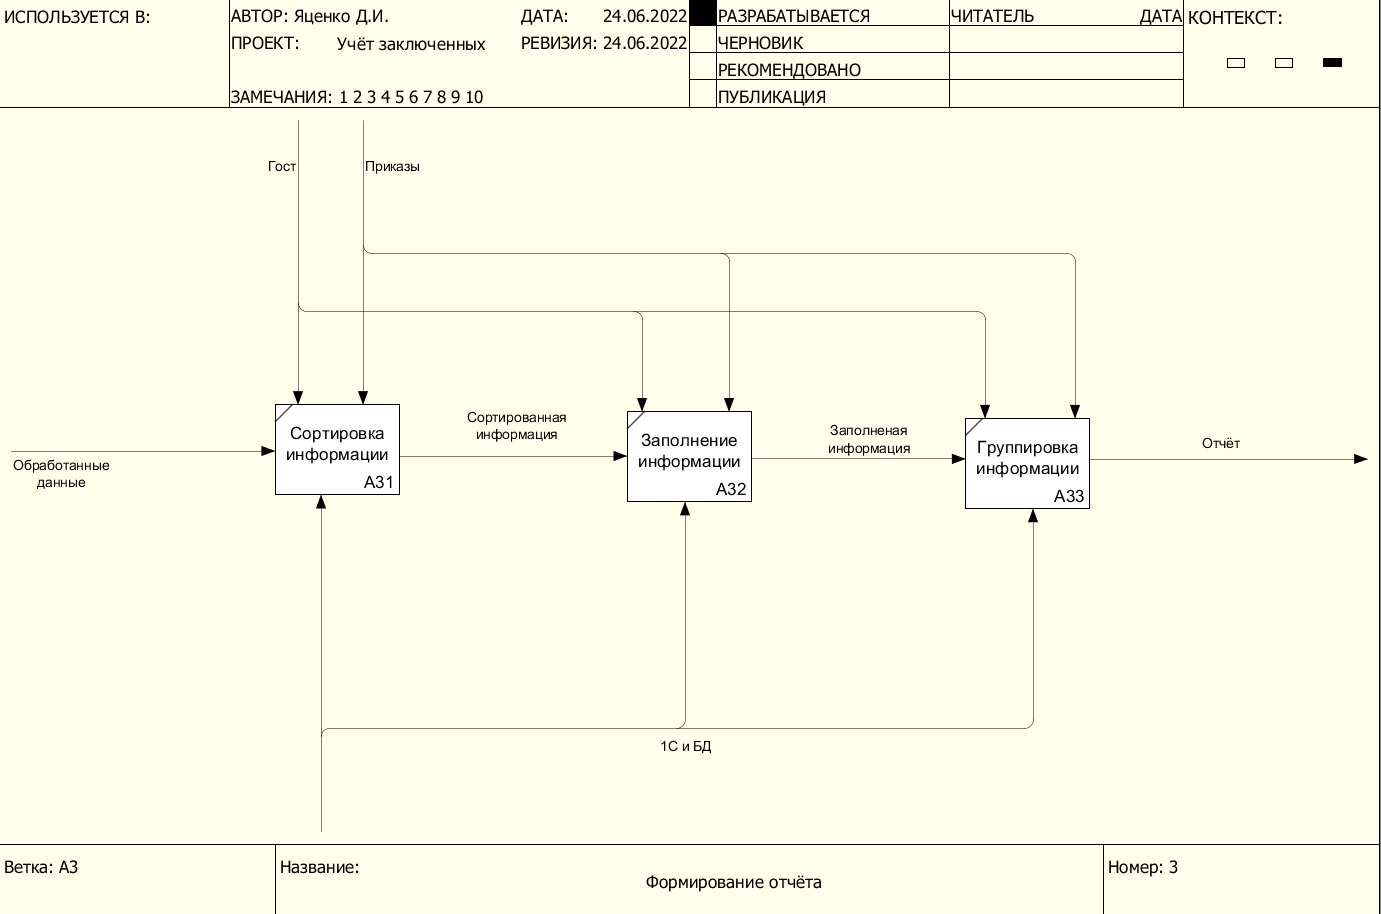 ИСПОЛЬЗУЕТСЯ В:
АВТОР: Яценко Д.И.
ДАТА: 24.06.2022
РАЗРАБАТЫВАЕТСЯ
ЧИТАТЕЛЬ
ДАТА
КОНТЕКСТ:
ПРОЕКТ: Учёт заключенных
РЕВИЗИЯ: 24.06.2022
ЧЕРНОВИК
РЕКОМЕНДОВАНО
ЗАМЕЧАНИЯ: 1 2 3 4 5 6 7 8 9 10
ПУБЛИКАЦИЯ
Гост
Приказы
Обработанные
данные
Сортировка
информации
A31
Сортированная
информация
Заполнение
информации
A32
Заполненая
информация
Группировка
информации
A33
Отчёт
1С и БД
Ветка: A3
Название:
Формирование отчёта
Номер: 3